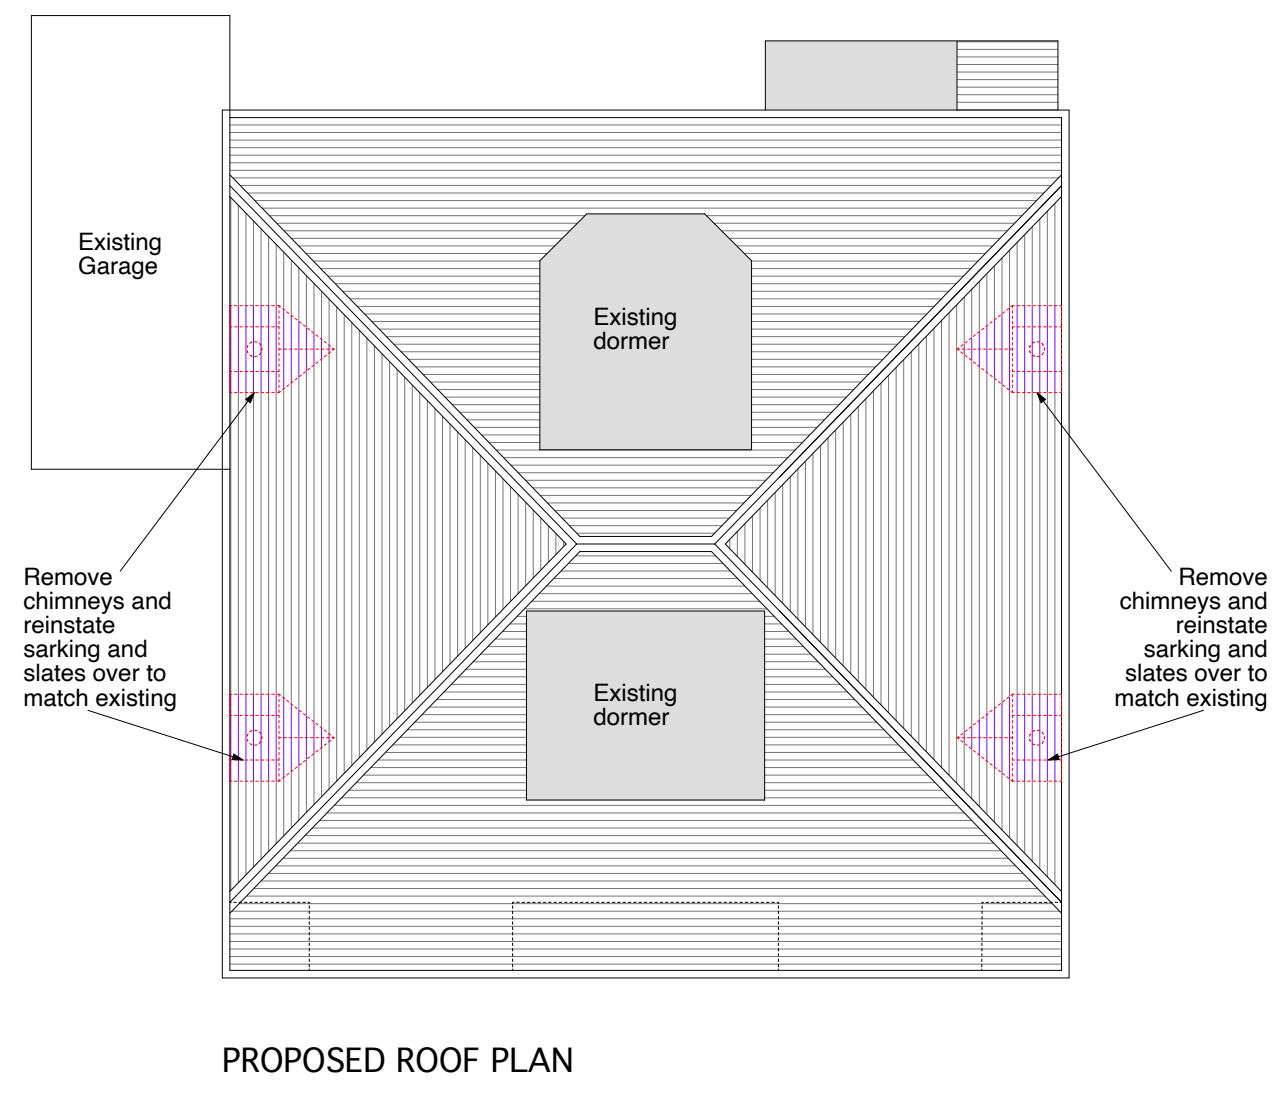 Existing
Garage
Existing
dormer
Remove
chimneys and
reinstate
sarking and
slates over to
match existing
Remove
chimneys and
reinstate
sarking and
slates over to
match existing
Existing
dormer
PROPOSED ROOF PLAN